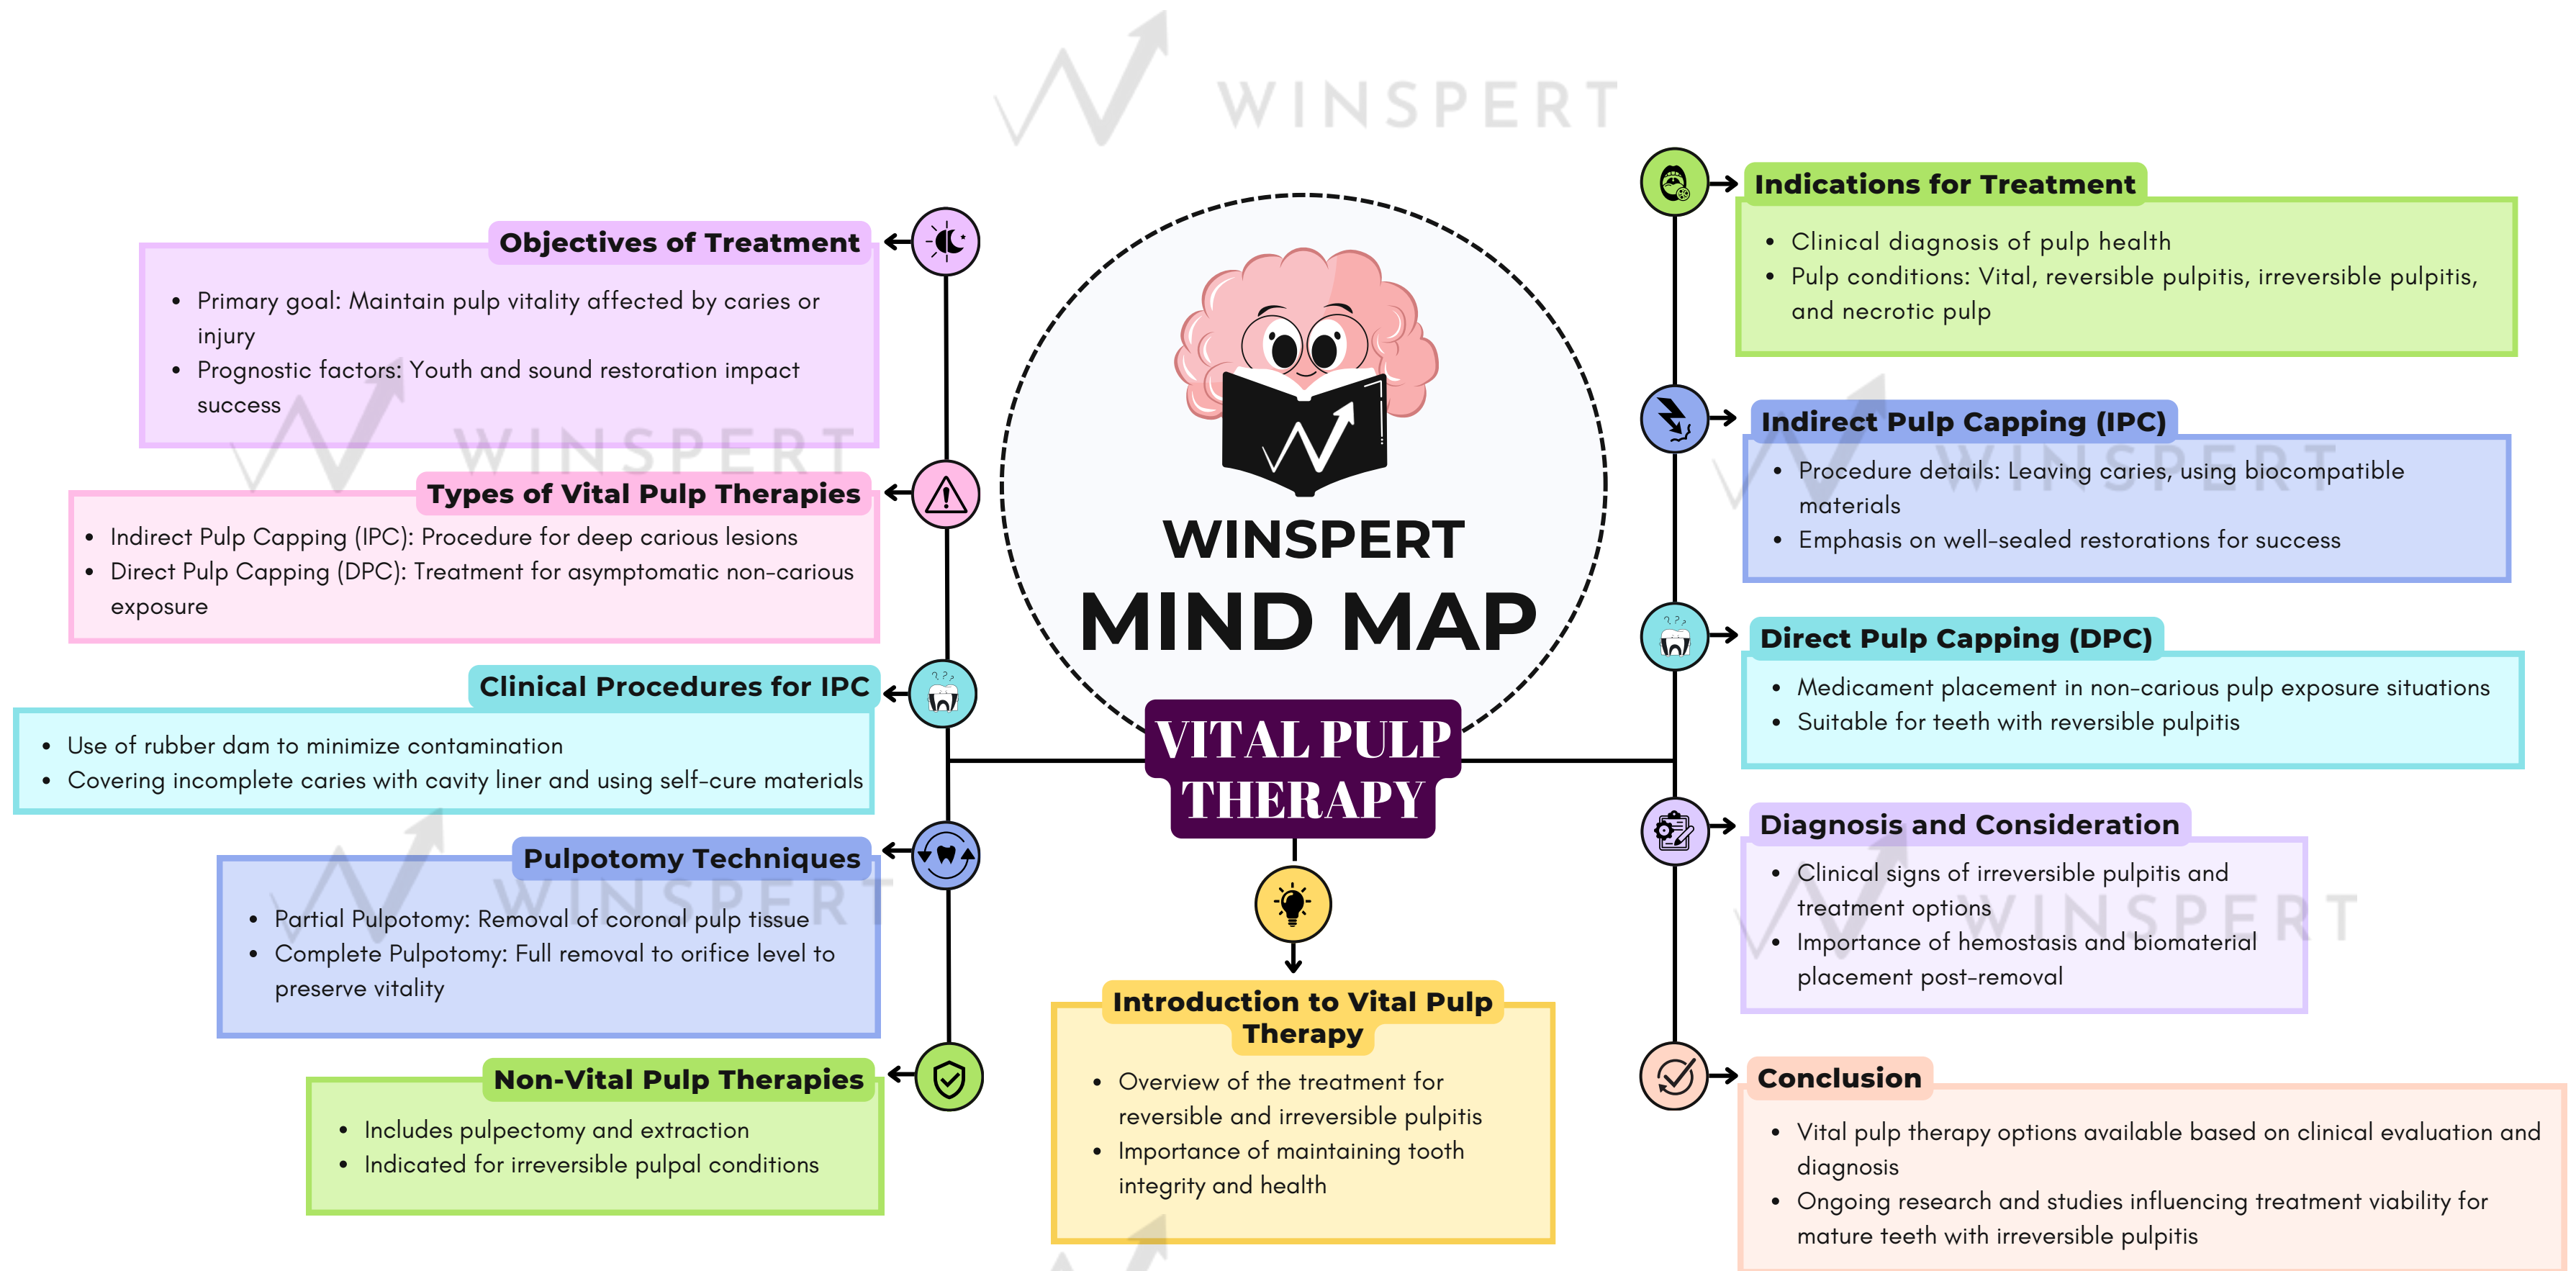 WINSPERT
Objectives of Treatment
• Primary goal: Maintain pulp vitality affected by caries or
injury
• Prognostic factors: Youth and sound restoration impact
success
WINSPERT
Types of Vital Pulp Therapies
• Indirect Pulp Capping (IPC): Procedure for deep carious lesions
• Direct Pulp Capping (DPC): Treatment for asymptomatic non-carious
exposure
Clinical Procedures for IPC
• Use of rubber dam to minimize contamination
• Covering incomplete caries with cavity liner and using self-cure materials
Pulpotomy Techniques
WINSPERT
• Partial Pulpotomy: Removal of coronal pulp tissue
• Complete Pulpotomy: Full removal to orifice level to
preserve vitality
Non-Vital Pulp Therapies
• Includes pulpectomy and extraction
• Indicated for irreversible pulpal conditions
WINSPERT
MIND MAP
VITAL PULP
THERAPY
Introduction to Vital Pulp
Therapy
• Overview of the treatment for
reversible and irreversible pulpitis
• Importance of maintaining tooth
integrity and health
Indications for Treatment
• Clinical diagnosis of pulp health
• Pulp conditions: Vital, reversible pulpitis, irreversible pulpitis,
and necrotic pulp
Indirect Pulp Capping (IPC)
WINSPERT
• Procedure details: Leaving caries, using biocompatible
materials
• Emphasis on well-sealed restorations for success
Direct Pulp Capping (DPC)
• Medicament placement in non-carious pulp exposure situations
• Suitable for teeth with reversible pulpitis
Diagnosis and Consideration
• Clinical signs of irreversible pulpitis and
treatment options
WINSPERT
• Importance of hemostasis and biomaterial
placement post-removal
Conclusion
• Vital pulp therapy options available based on clinical evaluation and
diagnosis
• Ongoing research and studies influencing treatment viability for
mature teeth with irreversible pulpitis